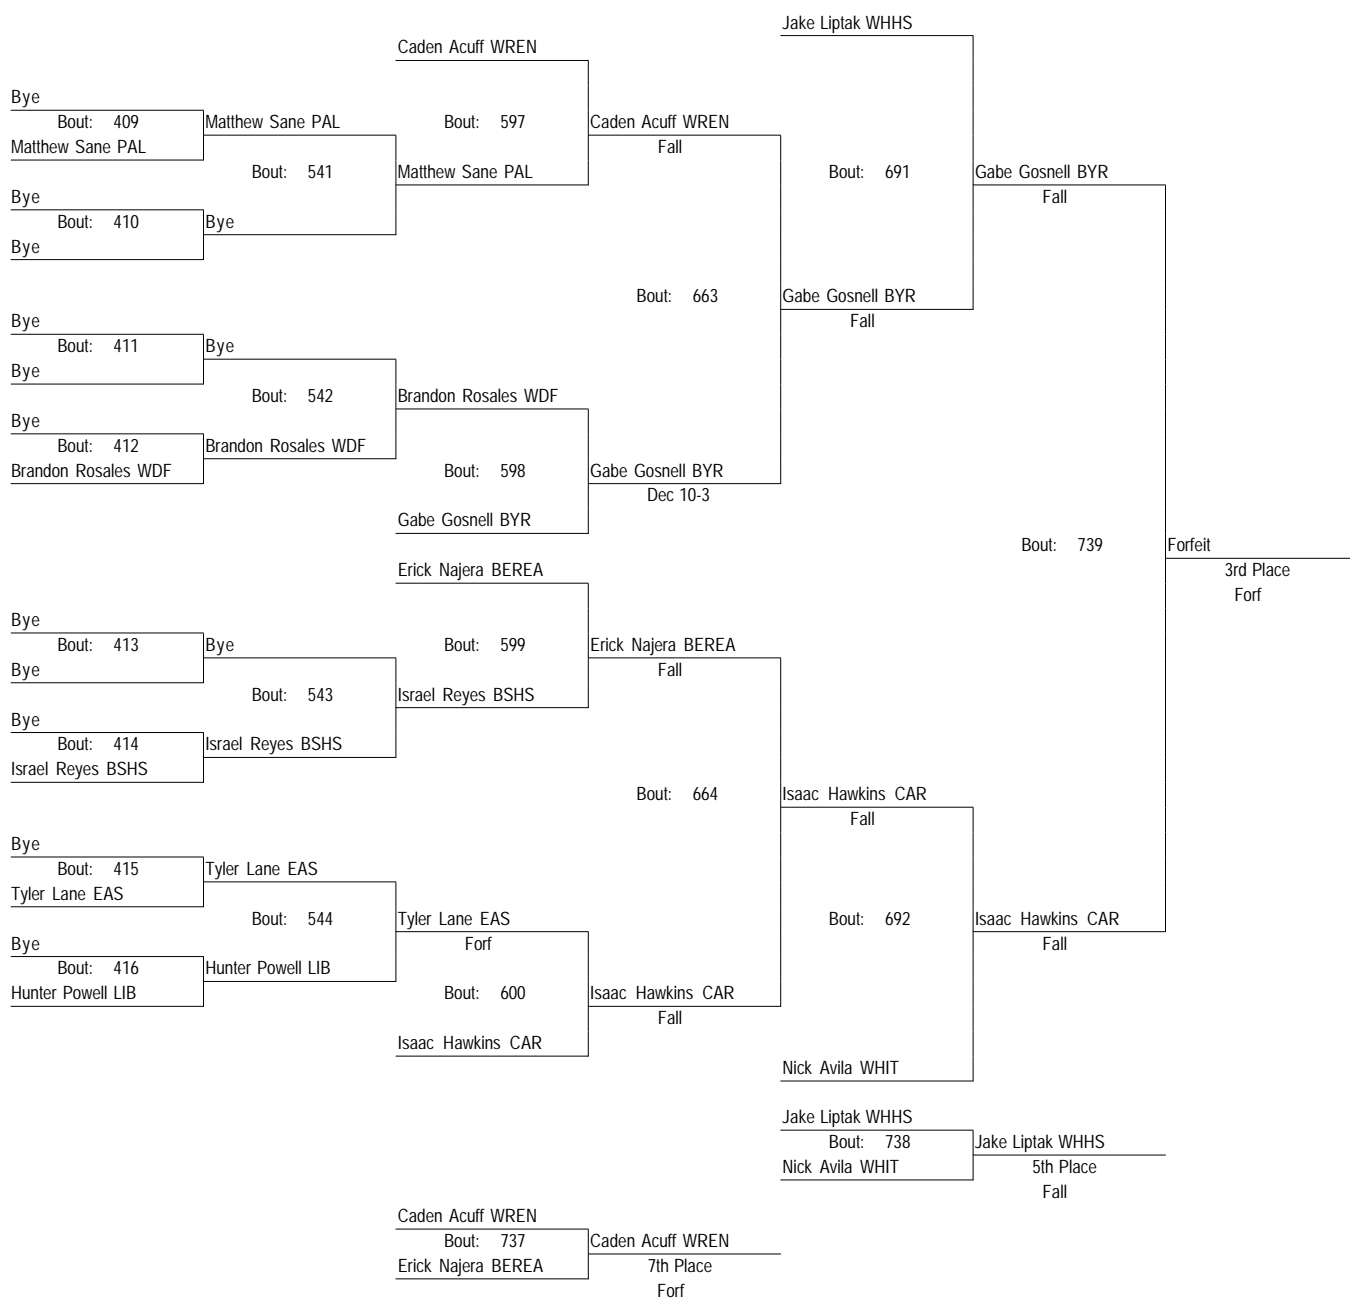 Jake Liptak WHHS
Caden Acuff WREN
Bye
Bout: 409 Matthew Sane PAL Bout: 597 Caden Acuff WREN
Matthew Sane PAL Fall
Bout: 541 Matthew Sane PAL Bout: 691 Gabe Gosnell BYR
Bye Fall
Bout: 410 Bye
Bye
Bout: 663 Gabe Gosnell BYR
Bye Fall
Bout: 411 Bye
Bye
Bout: 542 Brandon Rosales WDF
Bye
Bout: 412 Brandon Rosales WDF
Brandon Rosales WDF Bout: 598 Gabe Gosnell BYR
Dec 10-3
Gabe Gosnell BYR
Bout: 739 Forfeit
Erick Najera BEREA 3rd Place
Forf
Bye
Bout: 413 Bye Bout: 599 Erick Najera BEREA
Bye Fall
Bout: 543 Israel Reyes BSHS
Bye
Bout: 414 Israel Reyes BSHS
Israel Reyes BSHS
Bout: 664 Isaac Hawkins CAR
Fall
Bye
Bout: 415 Tyler Lane EAS
Tyler Lane EAS
Bout: 544 Tyler Lane EAS Bout: 692 Isaac Hawkins CAR
Bye Forf Fall
Bout: 416 Hunter Powell LIB
Hunter Powell LIB Bout: 600 Isaac Hawkins CAR
Fall
Isaac Hawkins CAR
Nick Avila WHIT
Jake Liptak WHHS
Bout: 738 Jake Liptak WHHS
Nick Avila WHIT 5th Place
Fall
Caden Acuff WREN
Bout: 737 Caden Acuff WREN
Erick Najera BEREA 7th Place
Forf